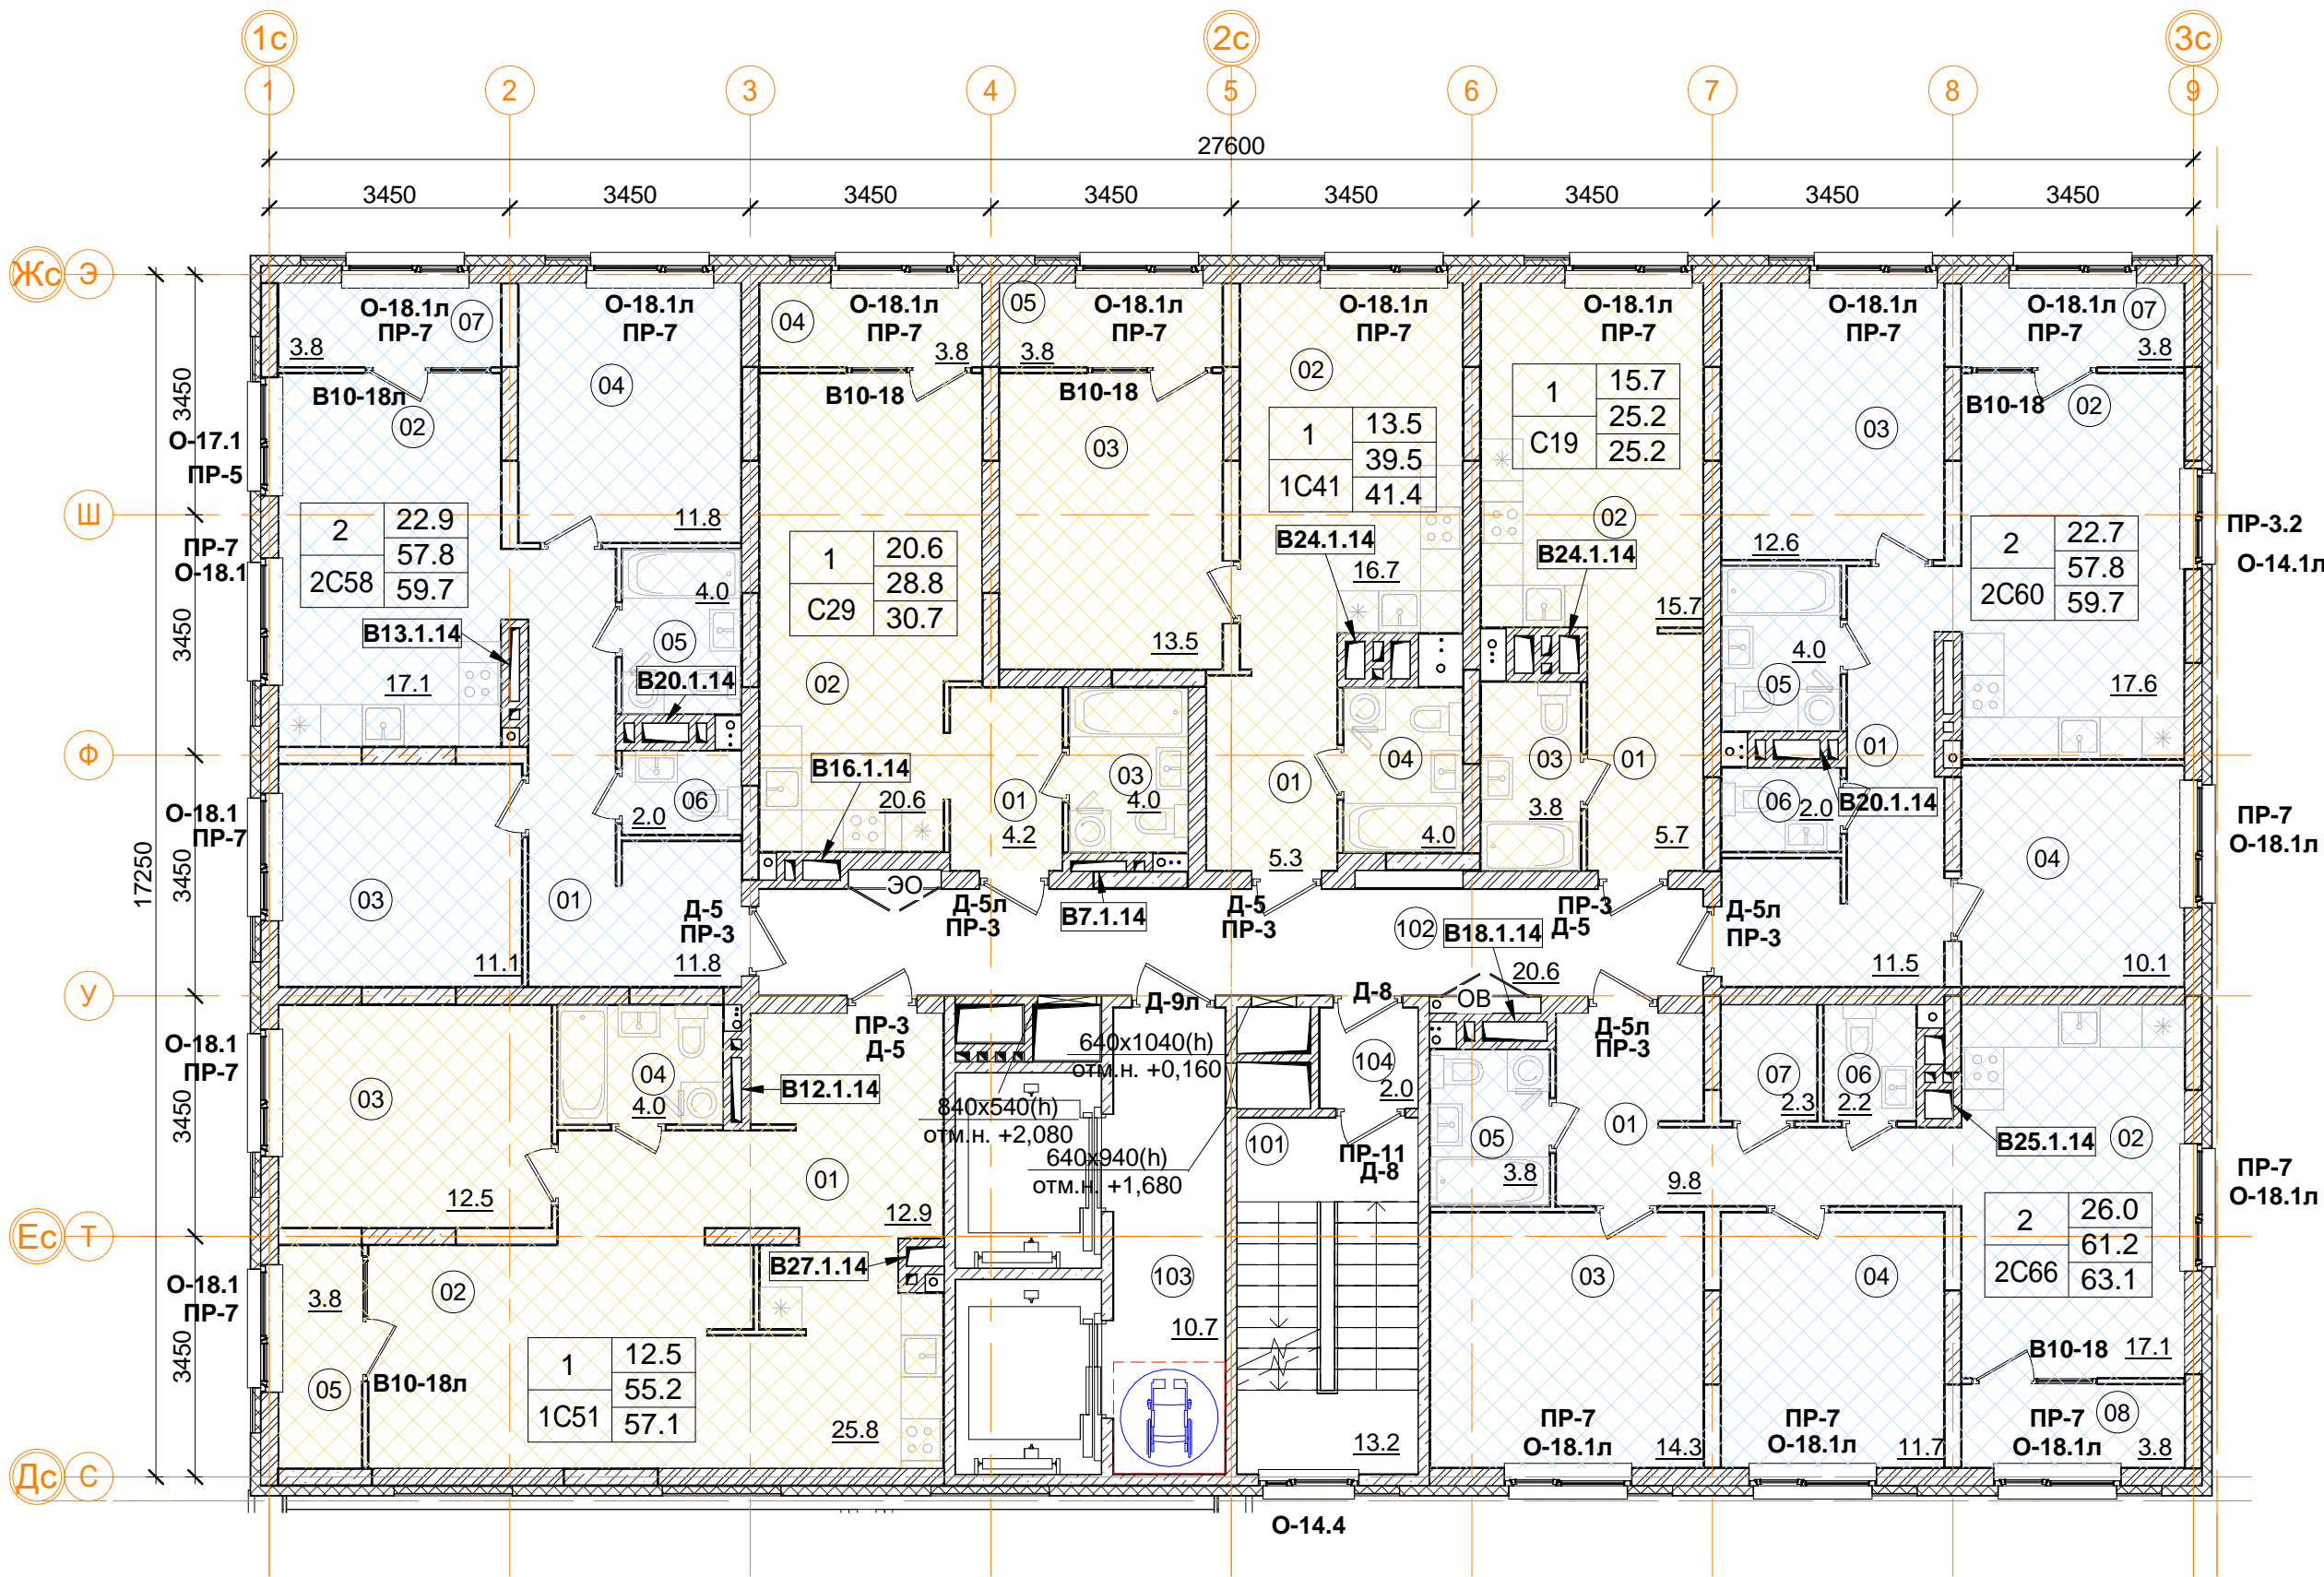 1с
2с
3с
1
2
3
4
5
6
7
8
9
27600
3450
3450
3450
3450
3450
3450
3450
3450
Жс
Э
Ш
Ф
У
Ес
Т
Дс
С
17250
3450
3450
3450
3450
3450
О-18.1л
ПР-7
07
3.8
В10-18л
02
О-17.1
ПР-5
ПР-7
О-18.1
2
22.9
57.8
2С58
59.7
В13.1.14
17.1
О-18.1л
ПР-7
04
11.8
4.0
05
В20.1.14
06
2.0
О-18.1
ПР-7
03
11.1
01
11.8
Д-5
ПР-3
О-18.1л
ПР-7
04
3.8
В10-18
1
20.6
28.8
С29
30.7
02
В16.1.14
20.6
01
4.2
03
4.0
ЭО
Д-5л
ПР-3
В7.1.14
05
О-18.1л
ПР-7
3.8
В10-18
03
13.5
О-18.1л
ПР-7
02
1
13.5
39.5
1С41
41.4
В24.1.14
16.7
01
5.3
04
4.0
Д-5
ПР-3
О-18.1л
ПР-7
1
15.7
25.2
С19
25.2
02
В24.1.14
15.7
03
3.8
01
5.7
ПР-3
Д-5
О-18.1л
ПР-7
03
12.6
4.0
05
01
06
2.0
В20.1.14
11.5
Д-5л
ПР-3
О-18.1л
ПР-7
07
3.8
В10-18
02
2
22.7
57.8
2С60
59.7
17.6
ПР-3.2
О-14.1л
04
10.1
ПР-7
О-18.1л
102
В18.1.14
20.6
ОВ
О-18.1
ПР-7
03
12.5
04
4.0
В12.1.14
ПР-3
Д-5
01
12.9
В27.1.14
О-18.1
ПР-7
3.8
05
02
В10-18л
1
12.5
55.2
1С51
57.1
25.8
Д-9л
640х1040(h)
отм.н. +0,160
840х540(h)
отм.н. +2,080
640х940(h)
отм.н. +1,680
103
10.7
Д-8
104
2.0
101
ПР-11
Д-8
13.2
О-14.4
Д-5л
ПР-3
05
3.8
01
9.8
07
2.3
06
2.2
В25.1.14
02
ПР-7
О-18.1л
2
26.0
61.2
2С66
63.1
03
14.3
ПР-7
О-18.1л
04
11.7
ПР-7
О-18.1л
В10-18
17.1
08
3.8
ПР-7
О-18.1л